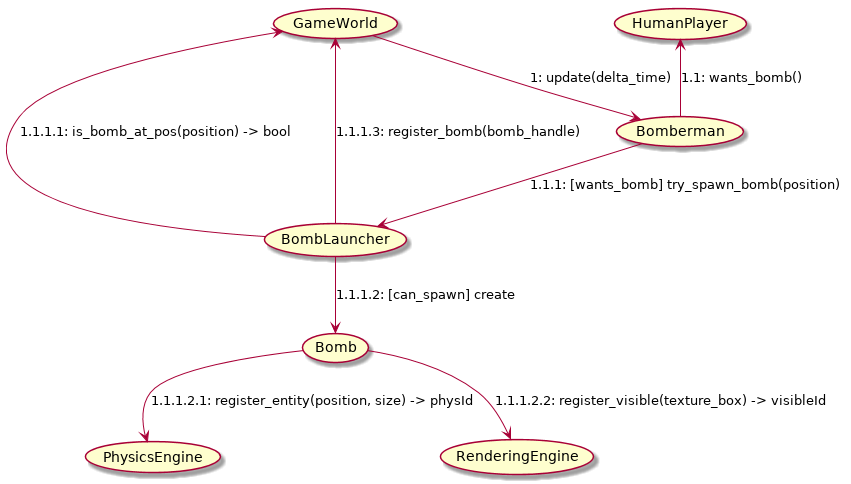 GameWorld
HumanPlayer
1: update(delta_time)
1.1: wants_bomb()
1.1.1.1: is_bomb_at_pos(position) -> bool
1.1.1.3: register_bomb(bomb_handle)
Bomberman
1.1.1: [wants_bomb] try_spawn_bomb(position)
BombLauncher
1.1.1.2: [can_spawn] create
Bomb
1.1.1.2.1: register_entity(position, size) -> physId
1.1.1.2.2: register_visible(texture_box) -> visibleId
PhysicsEngine
RenderingEngine